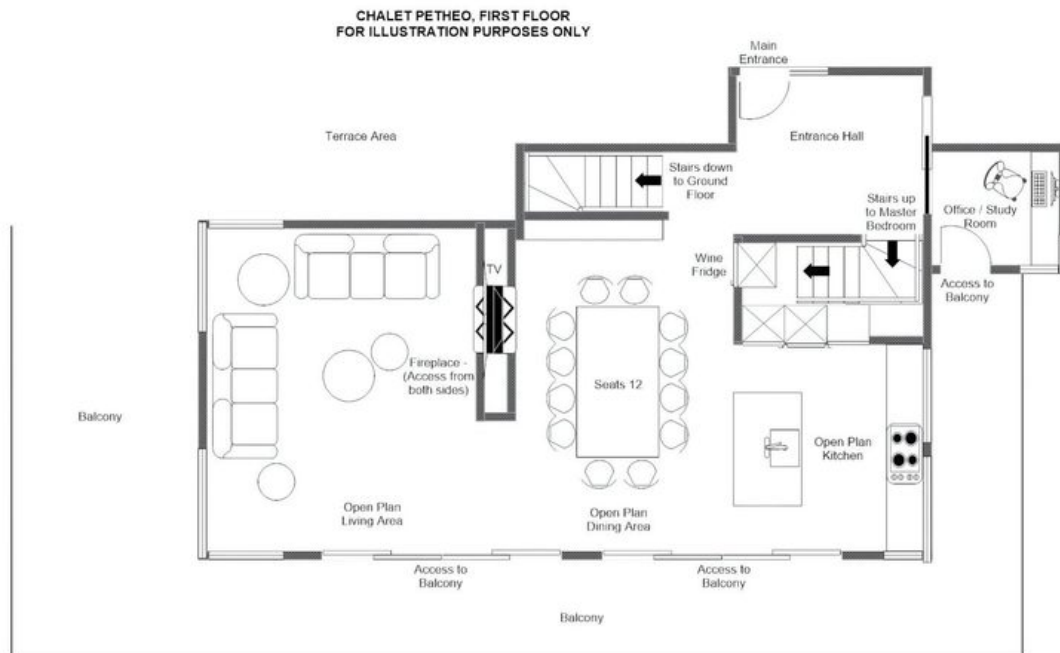 CHALET PETHEO, FIRST FLOOR
FOR ILLUSTRATION PURPOSES ONLY
Main
Entrance
Terrace Area
Entrance Hall
Stairs down
to Ground
Floor
Stairs up
to Master
Bedroom
Office / Study
Room
Wine
Fridge
TV
Access to
Balcony
Fireplace -
(Access from
both sides)
Seats 12
Balcony
Open Plan
Kitchen
Open Plan
Living Area
Open Plan
Dining Area
Access to
Balcony
Access to
Balcony
Balcony